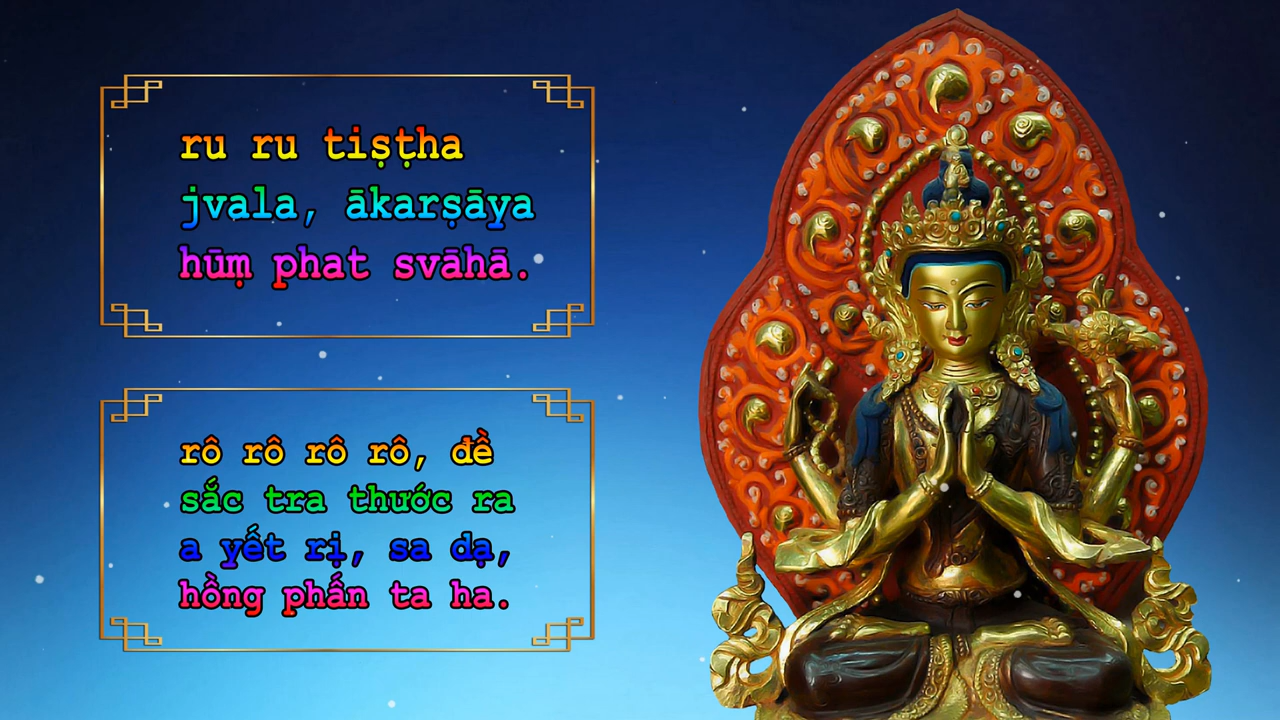 ru ru tiṣṭha
jvala, ākarṣāya
hūṃ phat svāhā.
rô rô rô rô, đề
sắc tra thước ra
a yết rị, sa dạ,
hồng phấn ta ha.